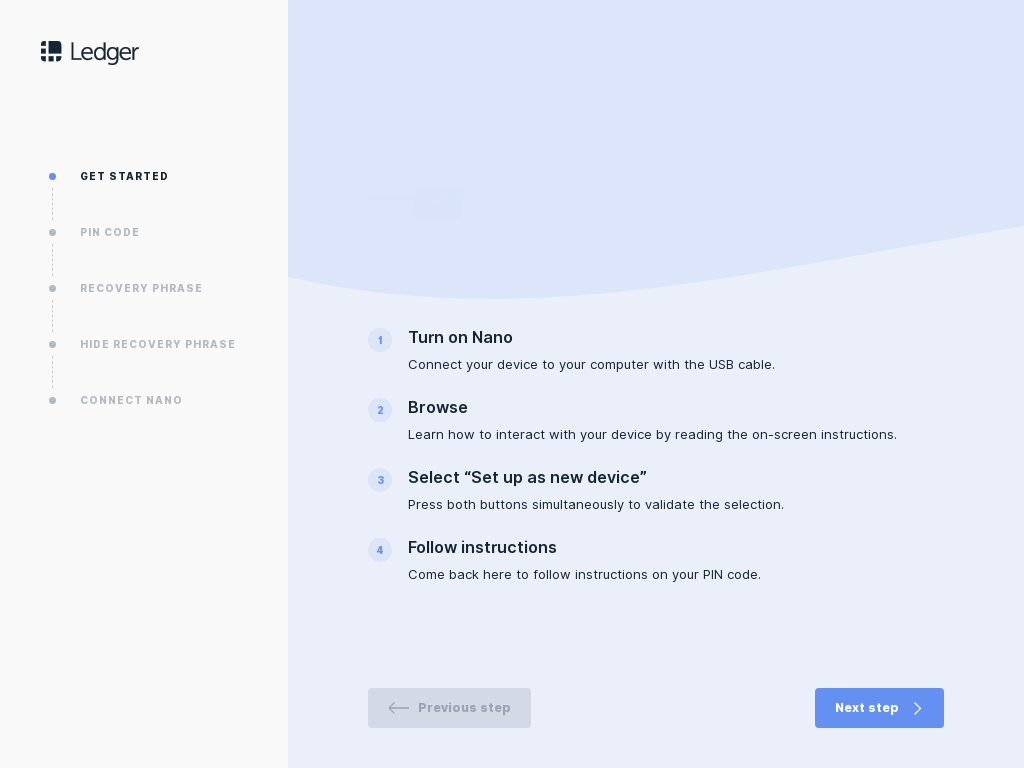 Ledger
GET STARTED
PIN CODE
RECOVERY PHRASE
HIDE RECOVERY PHRASE
CONNECT NANO
1 Turn on Nano
Connect your device to your computer with the USB cable.
2 Browse
Learn how to interact with your device by reading the on-screen instructions.
3 Select “Set up as new device”
Press both buttons simultaneously to validate the selection.
4 Follow instructions
Come back here to follow instructions on your PIN code.
Previous step
Next step